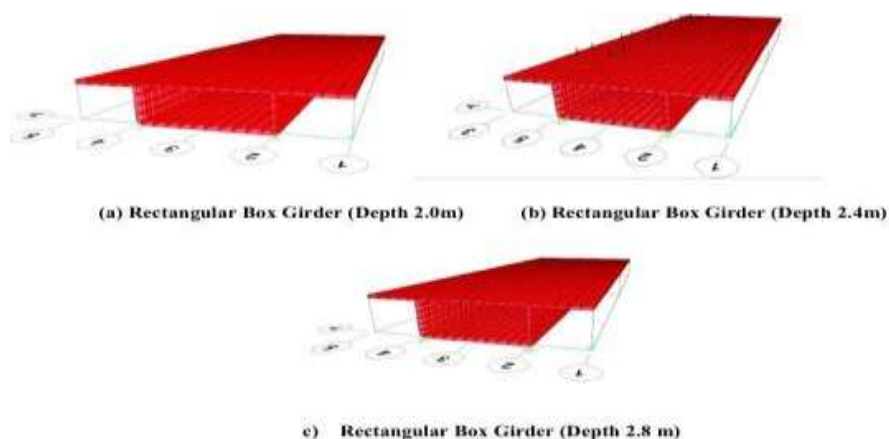 (a) Rectangular Box Girder (Depth 2.0m)
(b) Rectangular Box Girder (Depth 2.4m)
c) Rectangular Box Girder (Depth 2.8 m)